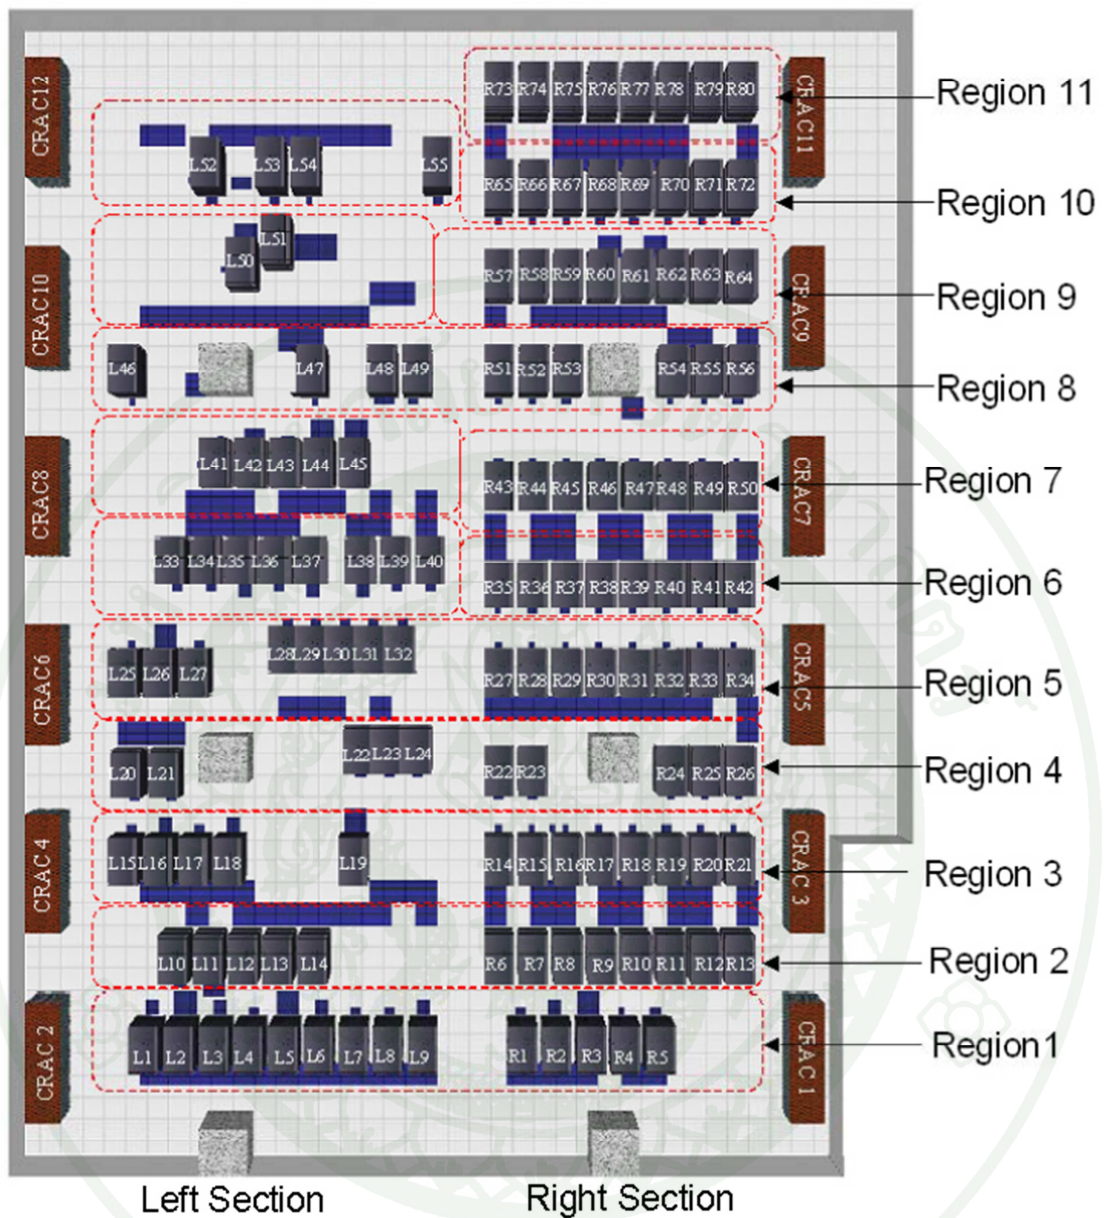 R73 R74 R75 R76 R77 R78 R79 R80
Region 11
CRAC12
CRAC11
L52 L53 L54 L55
R65 R66 R67 R68 R69 R70 R71 R72
Region 10
L51
L50
R57 R58 R59 R60 R61 R62 R63 R64
Region 9
CRAC10
CRAC9
L46 L47 L48 L49
R51 R52 R53 R54 R55 R56
Region 8
L41 L42 L43 L44 L45
R43 R44 R45 R46 R47 R48 R49 R50
Region 7
CRAC8
CRAC7
L33 L34 L35 L36 L37 L38 L39 L40
R35 R36 R37 R38 R39 R40 R41 R42
Region 6
L28 L29 L30 L31 L32
L25 L26 L27
R27 R28 R29 R30 R31 R32 R33 R34
Region 5
CRAC6
CRAC5
L22 L23 L24
L20 L21
R22 R23 R24 R25 R26
Region 4
L15 L16 L17 L18 L19
R14 R15 R16 R17 R18 R19 R20 R21
Region 3
CRAC 4
CRAC 3
L10 L11 L12 L13 L14
R6 R7 R8 R9 R10 R11 R12 R13
Region 2
L1 L2 L3 L4 L5 L6 L7 L8 L9
R1 R2 R3 R4 R5
Region1
CRAC 2
CRAC 1
Left Section
Right Section